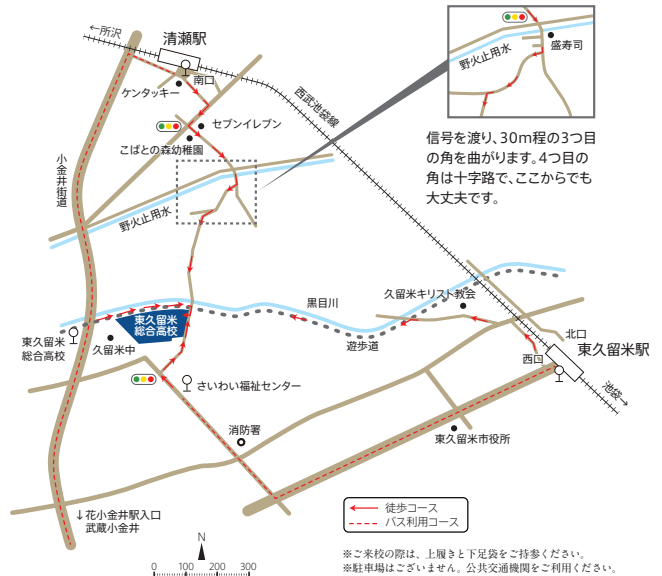 ←所沢
清瀬駅
南口
ケンタッキー
セブンイレブン
こばとの森幼稚園
小金井街道
野火止用水
西武池袋線
野火止用水
盛寿司
信号を渡り、30m程の3つ目
の角を曲がります。4つ目の
角は十字路で、ここからでも
大丈夫です。
黒目川
久留米キリスト教会
遊歩道
東久留米
総合高校
東久留米
総合高校
久留米中
北口
東久留米駅
西口
池袋→
さいわい福祉センター
消防署
東久留米市役所
↓花小金井駅入口
武蔵小金井
徒歩コース
バス利用コース
N
0 100 200 300
※ご来校の際は、上履きと下足袋をご持参ください。
※駐車場はございません。公共交通機関をご利用ください。